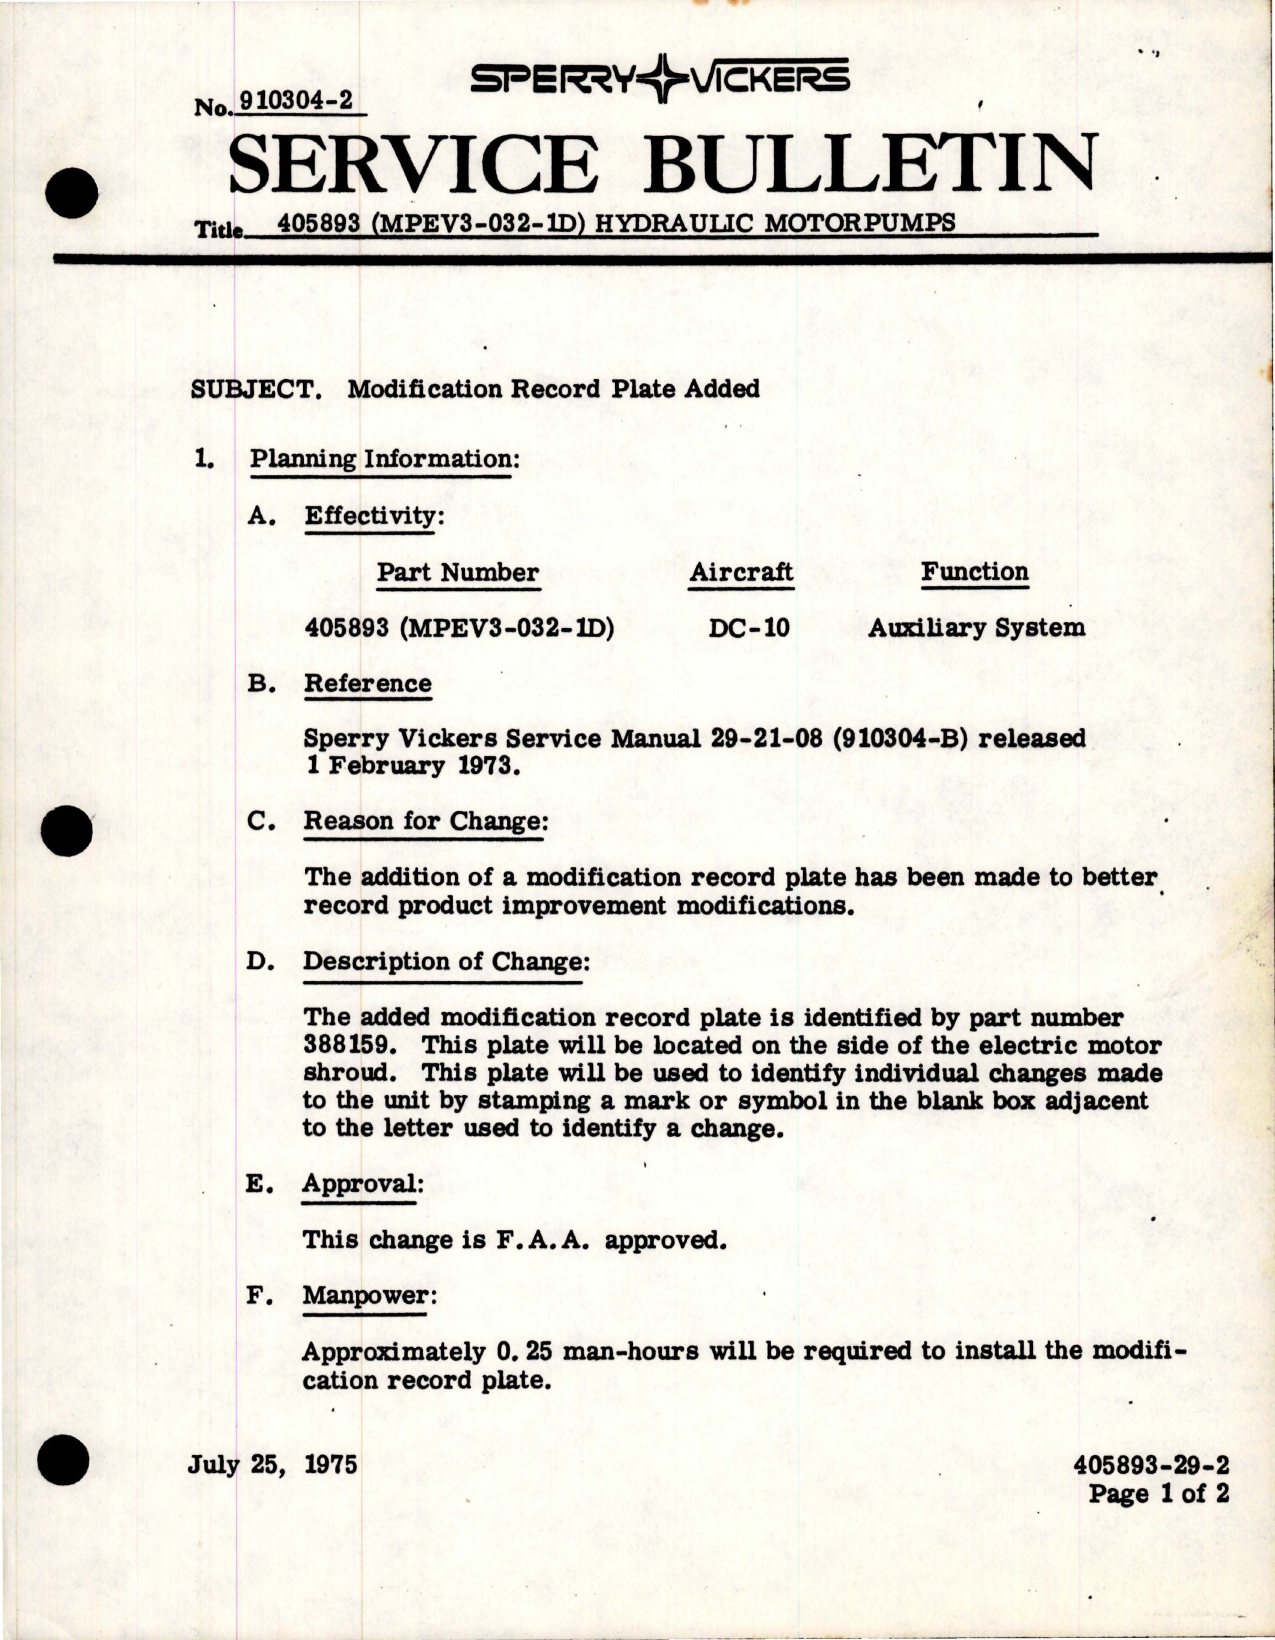 SPERRY VICKERS
No. 910304-2
SERVICE BULLETIN
Title 405893 (MPEV3-032-1D) HYDRAULIC MOTORPUMPS
SUBJECT. Modification Record Plate Added
1. Planning Information:
A. Effectivity:
Part Number Aircraft Function
405893 (MPEV3-032-1D) DC-10 Auxiliary System
B. Reference
Sperry Vickers Service Manual 29-21-08 (910304-B) released
1 February 1973.
C. Reason for Change:
The addition of a modification record plate has been made to better
record product improvement modifications.
D. Description of Change:
The added modification record plate is identified by part number
388159. This plate will be located on the side of the electric motor
shroud. This plate will be used to identify individual changes made
to the unit by stamping a mark or symbol in the blank box adjacent
to the letter used to identify a change.
E. Approval:
This change is F.A.A. approved.
F. Manpower:
Approximately 0.25 man-hours will be required to install the modifi-
cation record plate.
July 25, 1975
405893-29-2
Page 1 of 2